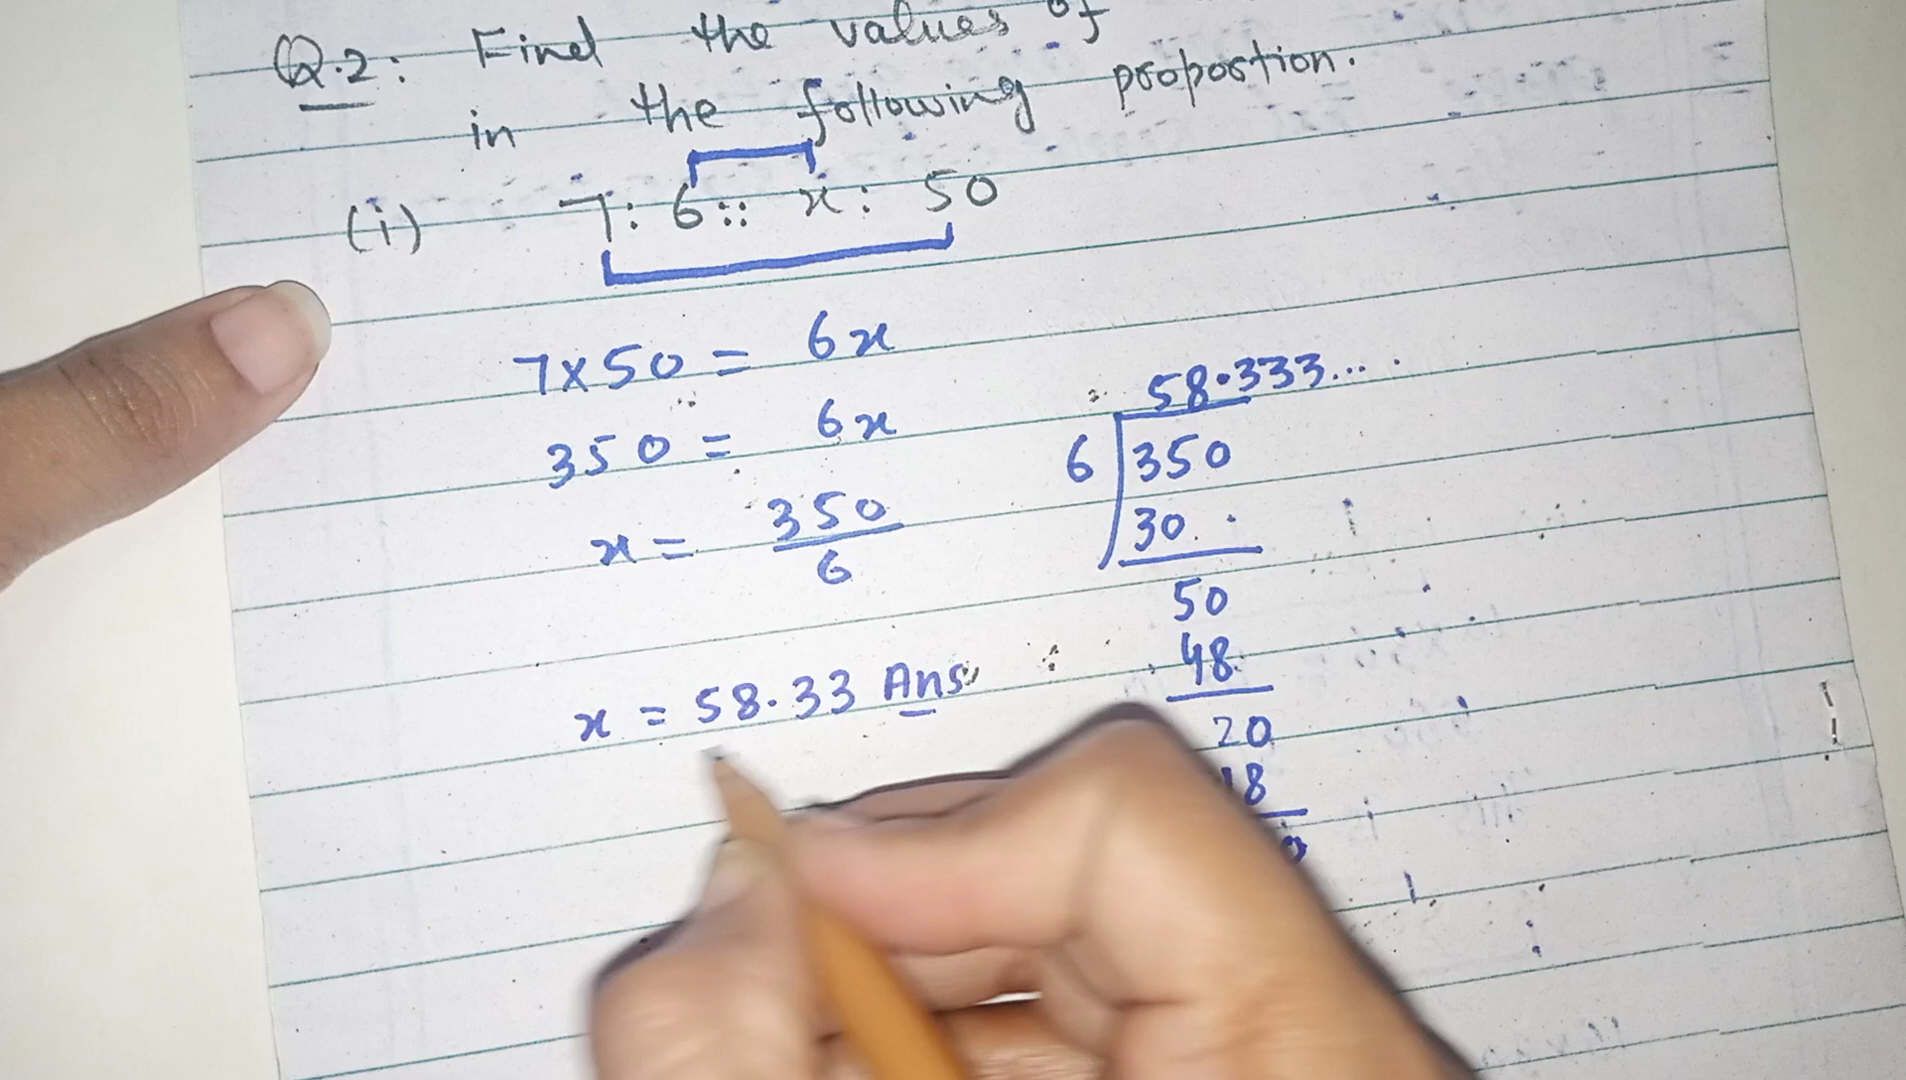 Q.2: Find the values of
in the following proportion.
(i) 7 : 6 :: x : 50
7 x 50 = 6x
350 = 6x
x = 350
6
x = 58.33 Ans
58.333...
6 350
30
50
48
20
18